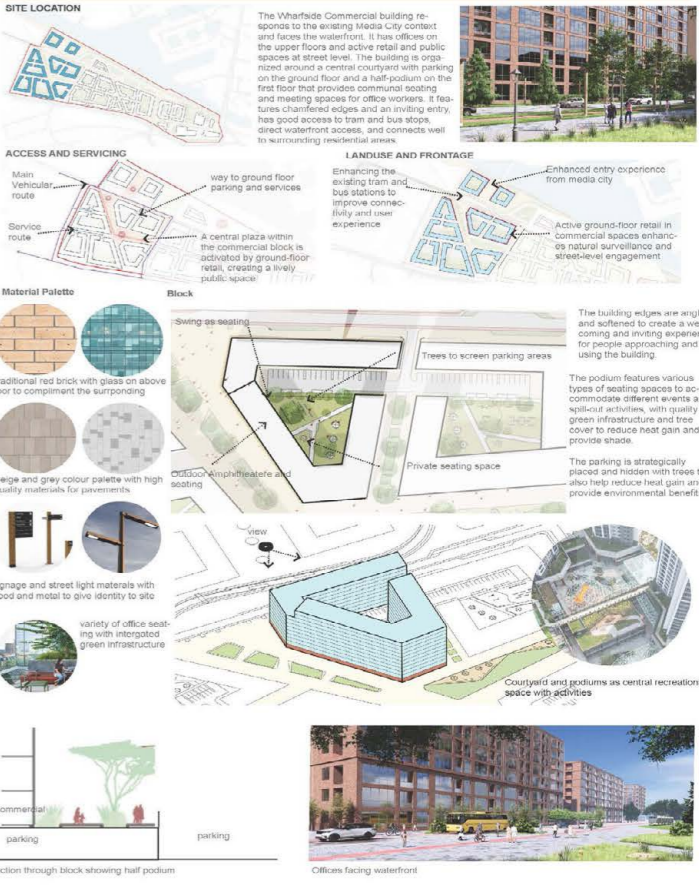 SITE LOCATION
The Wharfside Commercial building re-
sponds to the existing Media City context
and faces the waterfront. It has offices on
the upper floors and active retail and public
spaces at street level. The building is orga-
nized around a central courtyard with parking
on the ground floor and a half-podium on the
first floor that provides communal seating
and meeting spaces for office workers. It fea-
tures chamfered edges and an inviting entry,
has good access to tram and bus stops,
direct waterfront access, and connects well
to surrounding residential areas.
ACCESS AND SERVICING
Main
Vehicular
route
way to ground floor
parking and services
Service
route
A central plaza within
the commercial block is
activated by ground-floor
retail, creating a lively
public space
LANDUSE AND FRONTAGE
Enhancing the
existing tram and
bus stations to
improve connec-
tivity and user
experience
Enhanced entry experience
from media city
Active ground-floor retail in
commercial spaces enhanc-
es natural surveillance and
street-level engagement
Material Palette
aditional red brick with glass on above
or to compliment the surrponding
eige and grey colour palette with high
uality materials for pavements
gnage and street light materals with
ood and metal to give identity to site
variety of office seat-
ing with intergated
green infrastructure
Block
Swing as seating
Trees to screen parking areas
Outdoor Amphitheatefe and
seating
Private seating space
The building edges are angl
and softened to create a we
coming and inviting experien
for people approaching and
using the building.
The podium features various
types of seating spaces to ac-
commodate different events a
spill-out activities, with quality
green infrastructure and tree
cover to reduce heat gain and
provide shade.
The parking is strategically
placed and hidden with trees t
also help reduce heat gain an
provide environmental benefit
view
Courtyard and podiums as central recreation
space with activities
ommercial
parking
parking
ction through block showing half podium
Offices facing waterfront